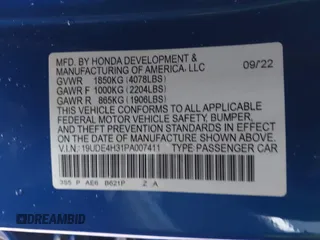 MFD. BY HONDA DEVELOPMENT &
MANUFACTURING OF AMERICA, LLC 09/22
GVWR 1850KG (4078LBS)
GAWR F 1000KG (2204LBS)
GAWR R 865KG (1906LBS)
THIS VEHICLE CONFORMS TO ALL APPLICABLE
FEDERAL MOTOR VEHICLE SAFETY, BUMPER,
AND THEFT PREVENTION STANDARDS IN EFFECT
ON THE DATE OF MANUFACTURE SHOWN ABOVE.
V.I.N.: 19UDE4H31PA007411 TYPE PASSENGER CAR
P AE6 B621P Z A
DREAMBID